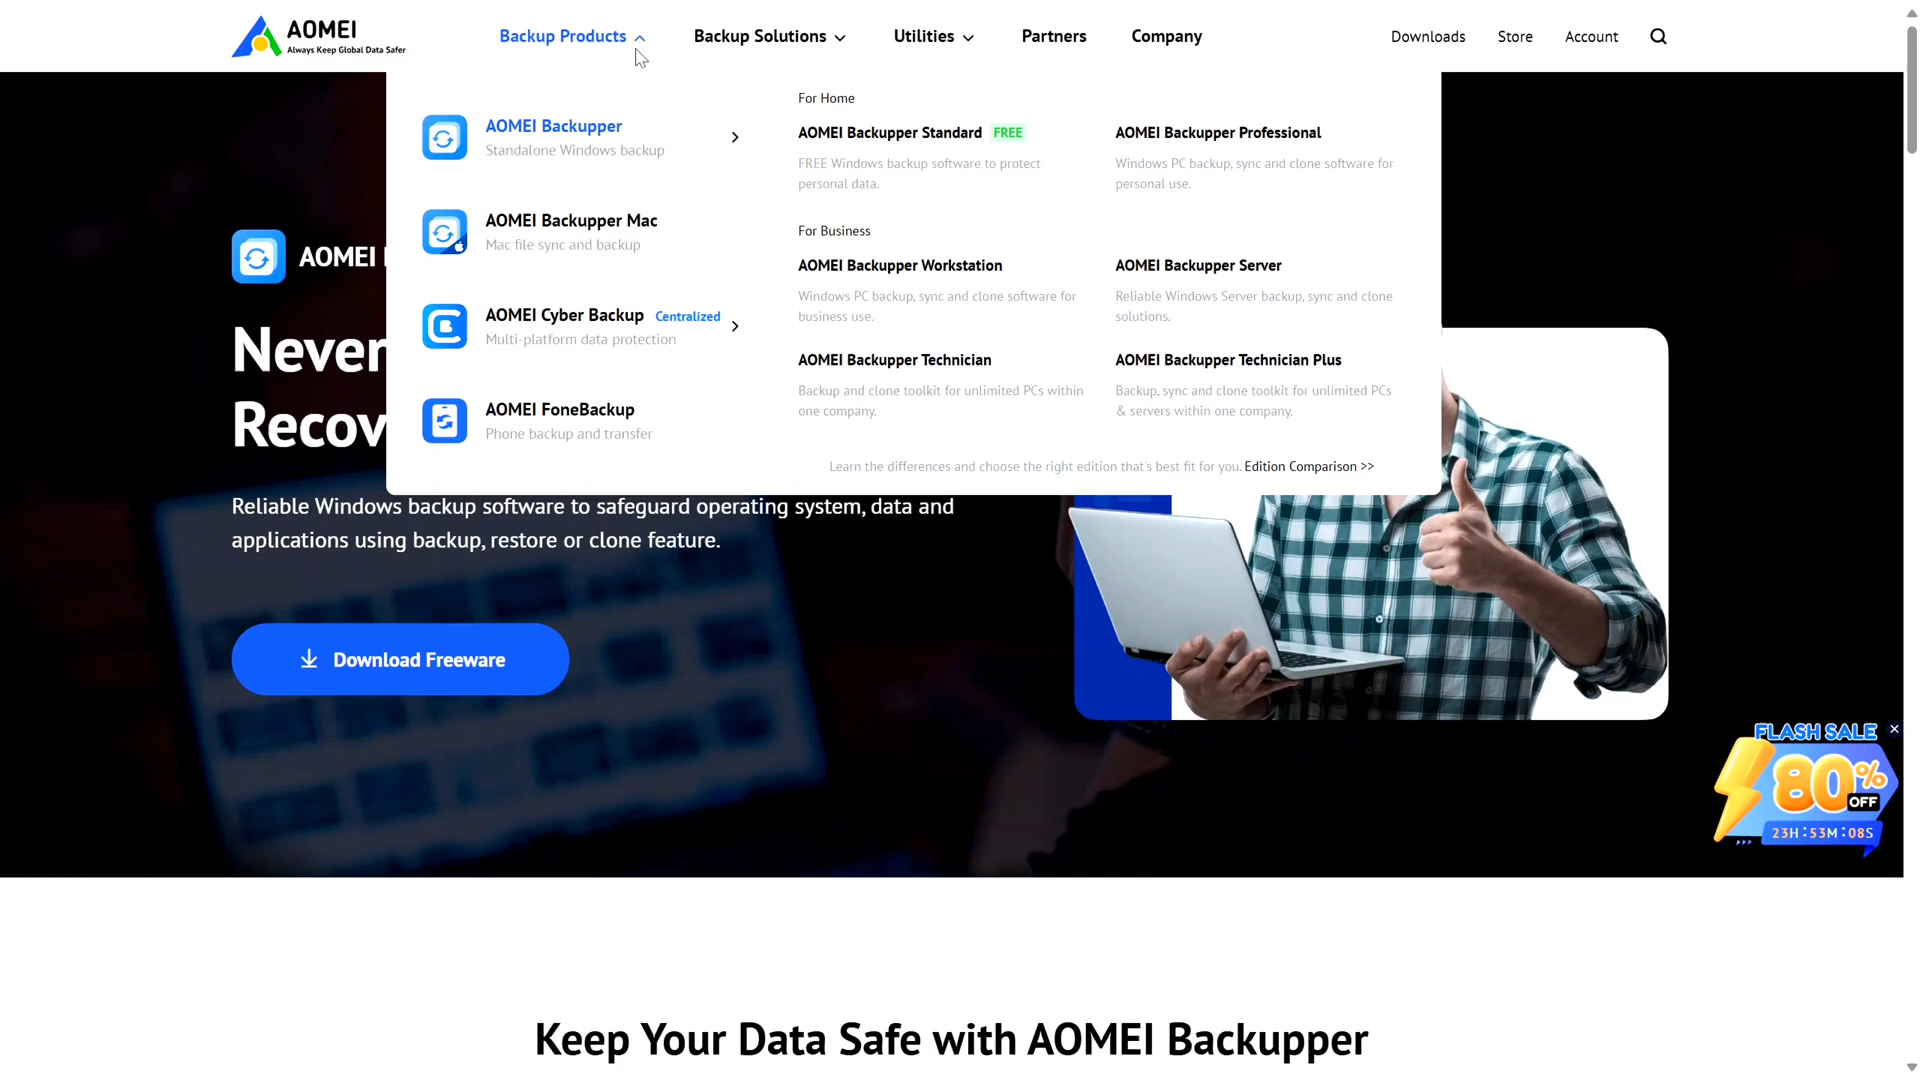 AOMEI
Always Keep Global Data Safer
Backup Products
Backup Solutions
Utilities
Partners
Company
Downloads
Store
Account
AOMEI Backupper
Standalone Windows backup
AOMEI Backupper Mac
Mac file sync and backup
AOMEI Cyber Backup Centralized
Multi-platform data protection
AOMEI FoneBackup
Phone backup and transfer
For Home
AOMEI Backupper Standard FREE
FREE Windows backup software to protect
personal data.
AOMEI Backupper Professional
Windows PC backup, sync and clone software for
personal use.
For Business
AOMEI Backupper Workstation
Windows PC backup, sync and clone software for
business use.
AOMEI Backupper Server
Reliable Windows Server backup, sync and clone
solutions.
AOMEI Backupper Technician
Backup and clone toolkit for unlimited PCs within
one company.
AOMEI Backupper Technician Plus
Backup, sync and clone toolkit for unlimited PCs
& servers within one company.
Learn the differences and choose the right edition that's best fit for you. Edition Comparison >>
AOMEI
Never
Recov
Reliable Windows backup software to safeguard operating system, data and
applications using backup, restore or clone feature.
Download Freeware
FLASH SALE
80% OFF
23H:53M:08S
Keep Your Data Safe with AOMEI Backupper